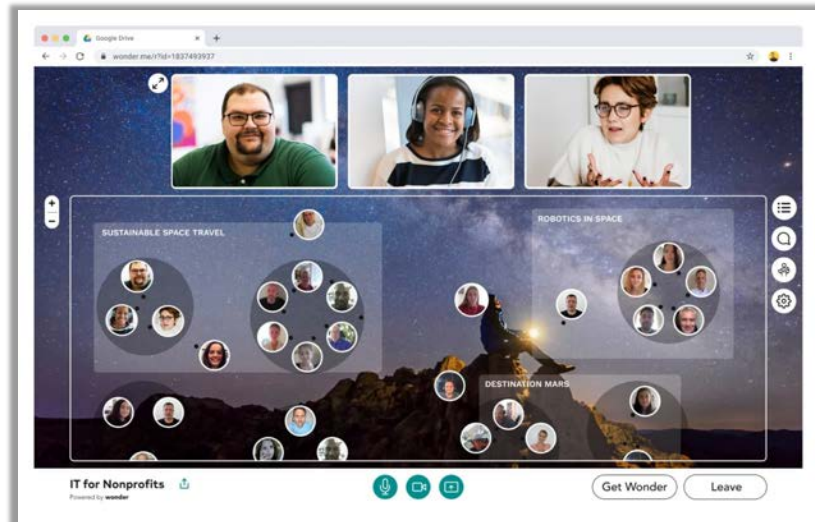 Google Drive
wonder.me/r?id=1837493937
SUSTAINABLE SPACE TRAVEL
ROBOTICS IN SPACE
DESTINATION MARS
IT for Nonprofits
Powered by wonder
Get Wonder
Leave